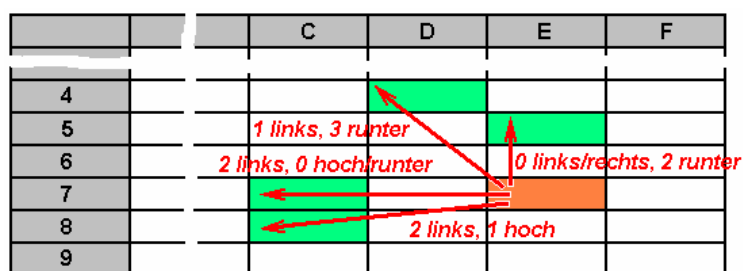 C D E F
4
5 1 links, 3 runter
6 2 links, 0 hoch/runter 0 links/rechts, 2 runter
7
8 2 links, 1 hoch
9